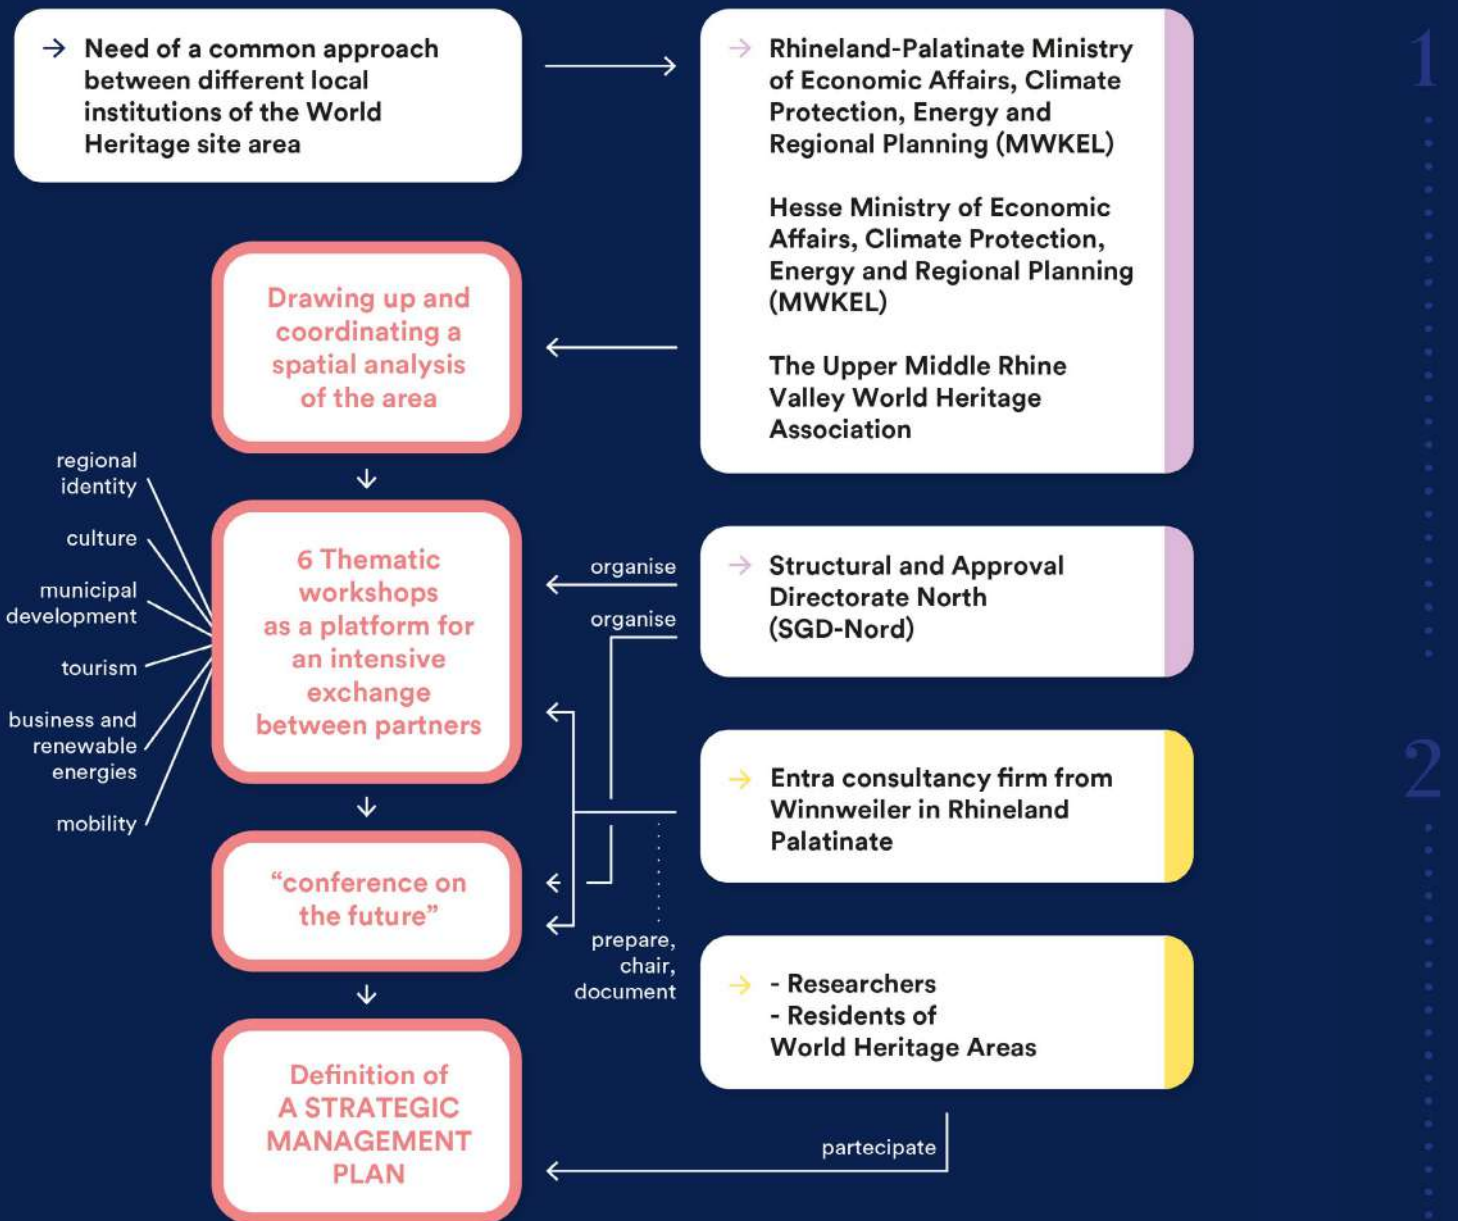 → Need of a common approach
between different local
institutions of the World
Heritage site area
→ Rhineland-Palatinate Ministry
of Economic Affairs, Climate
Protection, Energy and
Regional Planning (MWKEL)
Hesse Ministry of Economic
Affairs, Climate Protection,
Energy and Regional Planning
(MWKEL)
The Upper Middle Rhine
Valley World Heritage
Association
1
Drawing up and
coordinating a
spatial analysis
of the area
regional
identity
culture
municipal
development
tourism
business and
renewable
energies
mobility
6 Thematic
workshops
as a platform for
an intensive
exchange
between partners
organise
organise
→ Structural and Approval
Directorate North
(SGD-Nord)
2
→ Entra consultancy firm from
Winnweiler in Rhineland
Palatinate
“conference on
the future”
prepare,
chair,
document
→ - Researchers
- Residents of
World Heritage Areas
Definition of
A STRATEGIC
MANAGEMENT
PLAN
partecipate